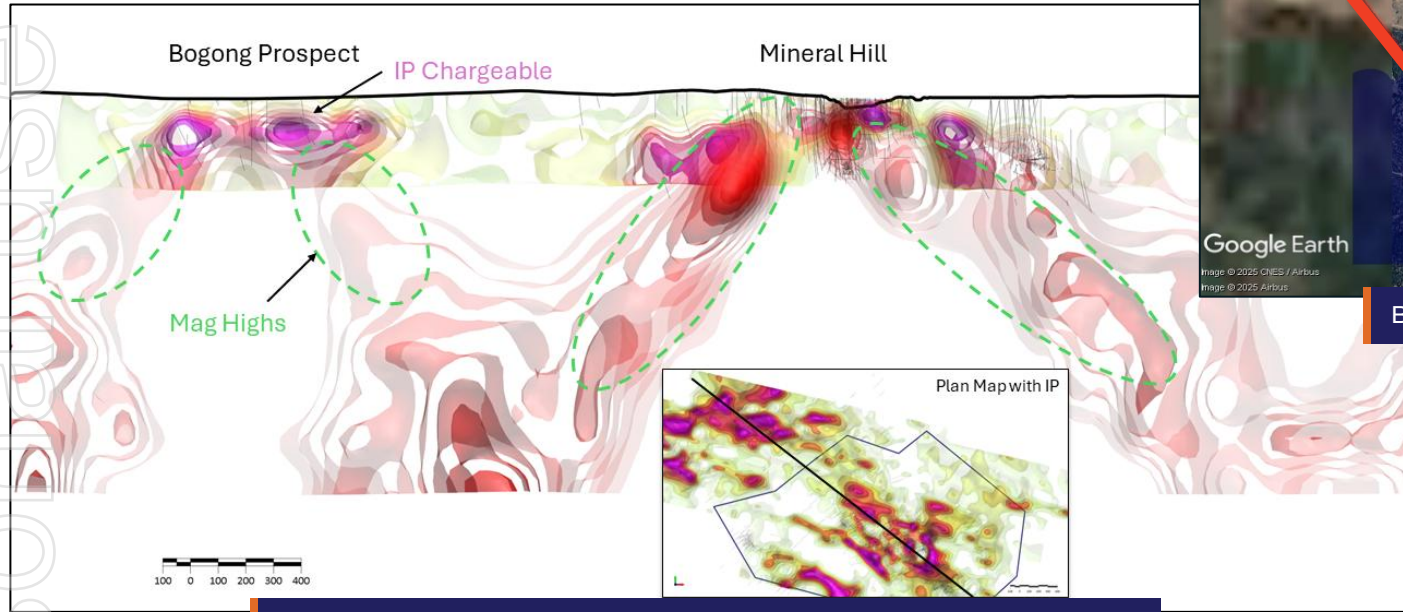 Bogong Prospect
IP Chargeable
Mineral Hill
Mag Highs
Google Earth
Image © 2025 CNES / Airbus
Image © 2025 Airbus
B
Plan Map with IP
100 0 100 200 300 400